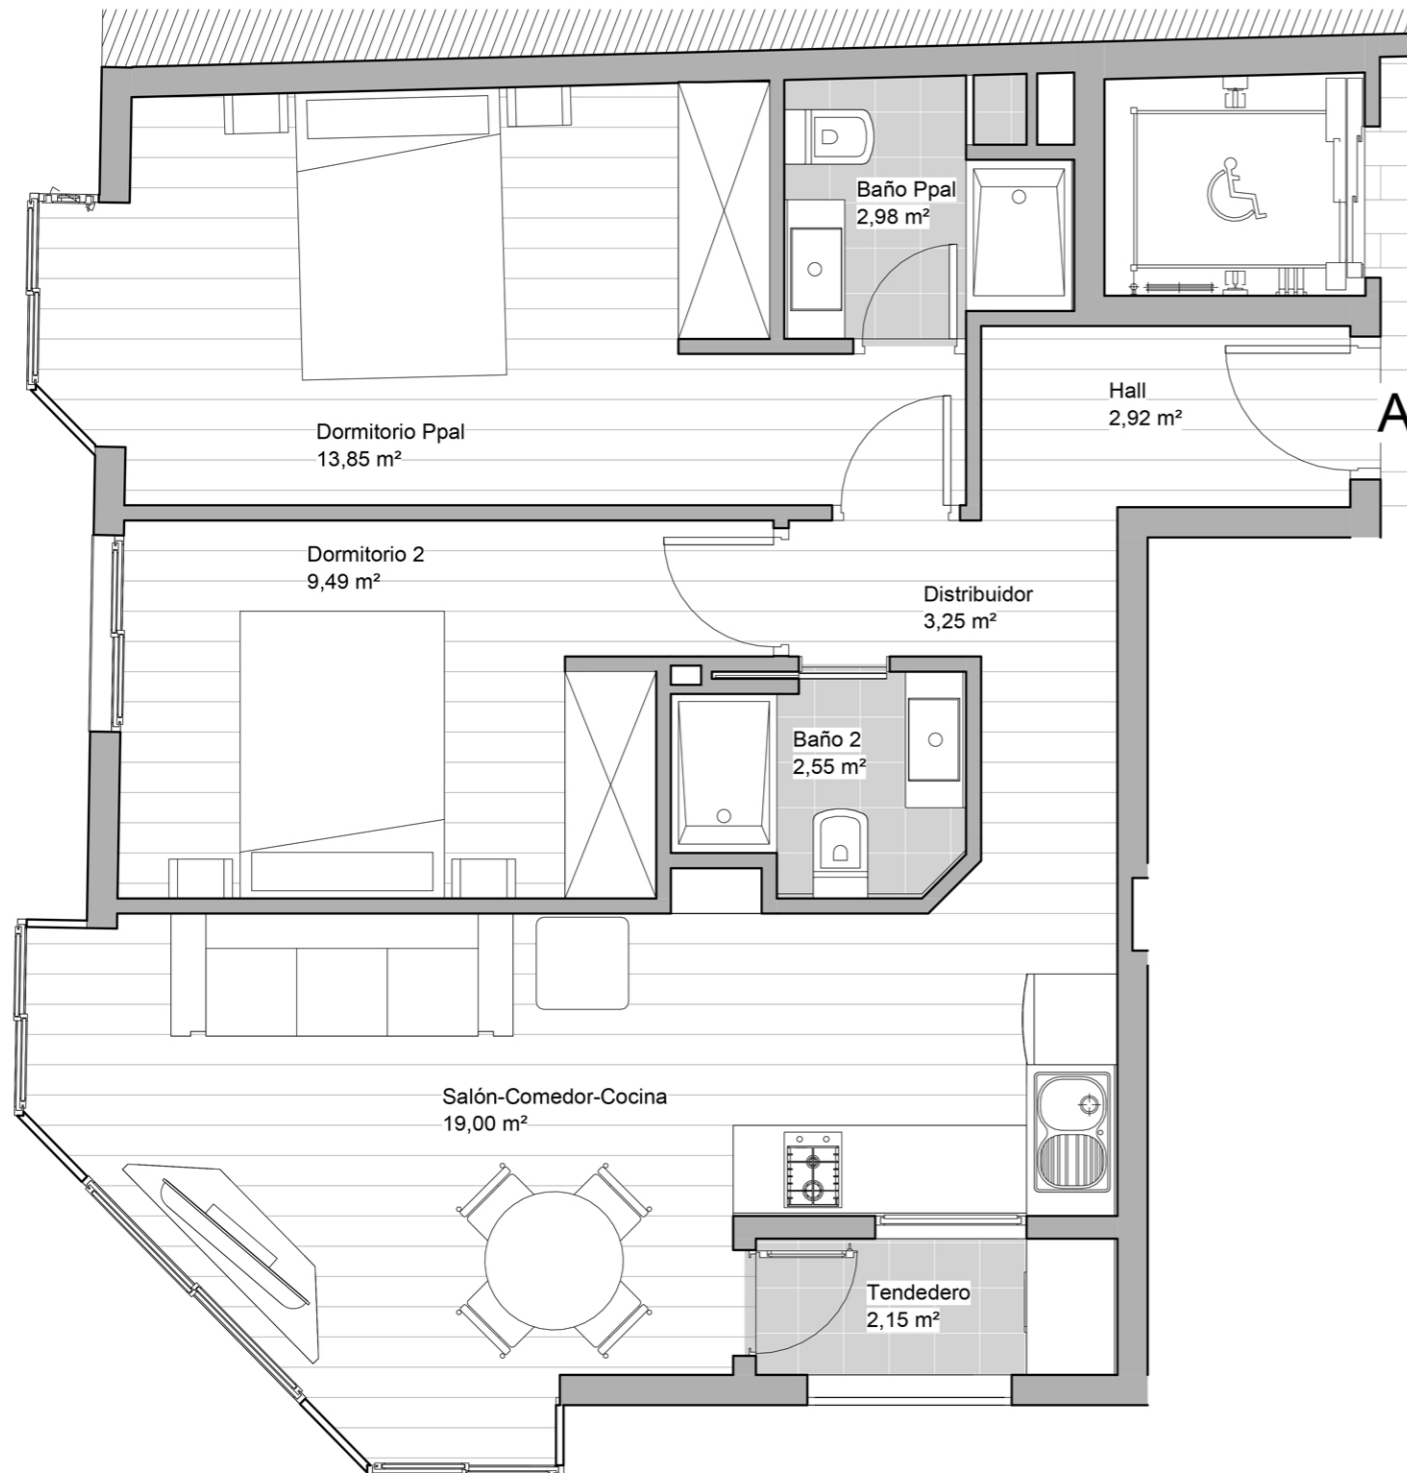 Baño Ppal
2,98 m²
Hall
2,92 m²
A
Dormitorio Ppal
13,85 m²
Dormitorio 2
9,49 m²
Distribuidor
3,25 m²
Baño 2
2,55 m²
Salón-Comedor-Cocina
19,00 m²
Tendedero
2,15 m²